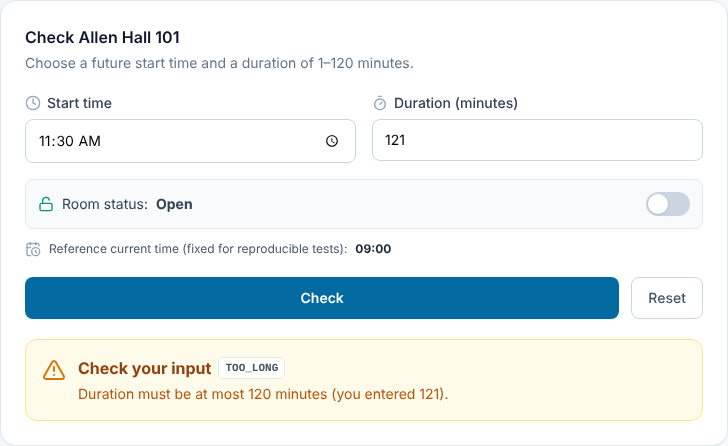 Check Allen Hall 101
Choose a future start time and a duration of 1–120 minutes.
Start time
Duration (minutes)
11:30 AM
121
Room status: Open
Reference current time (fixed for reproducible tests): 09:00
Check
Reset
Check your input TOO_LONG
Duration must be at most 120 minutes (you entered 121).